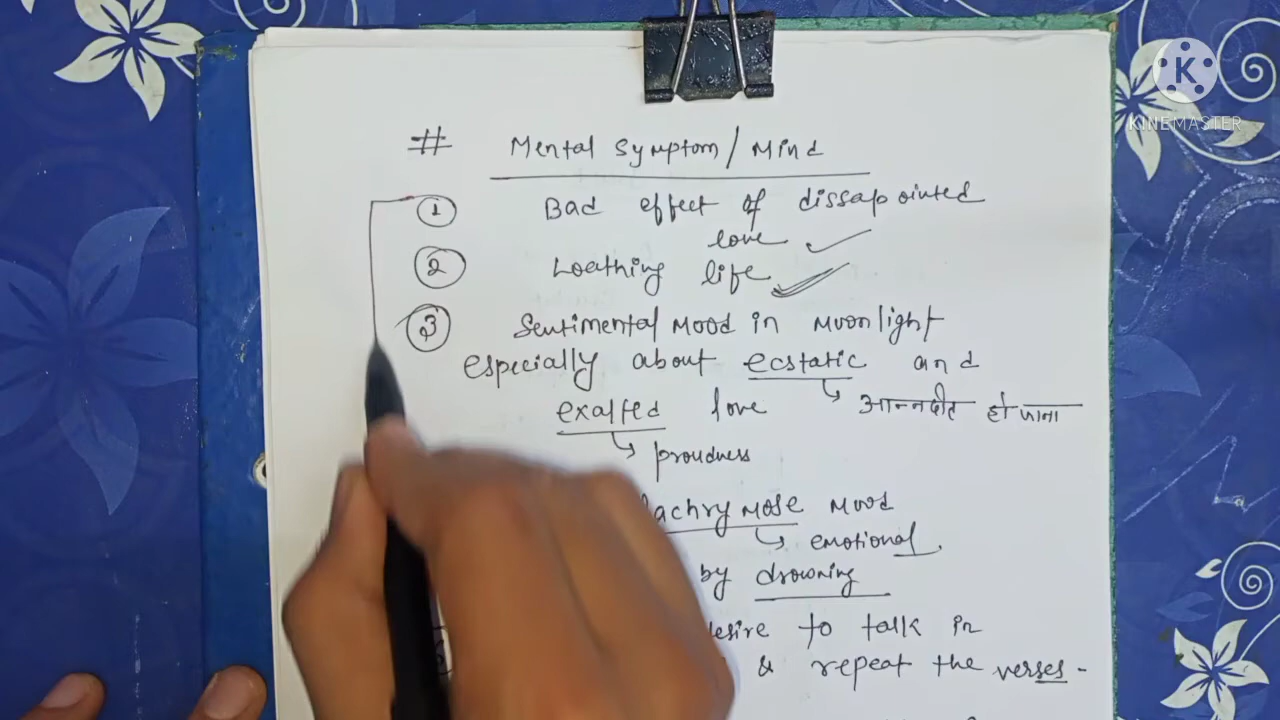 K
KINEMASTER
# Mental Symptom/Mind
① Bad effect of dissapointed
love
② Loathing life
③ Sentimental Mood in Moonlight
especially about ecstatic and
exalted love
proudness
lachrymose Mood
emotional
by drowning
desire to talk in
& repeat the verses -